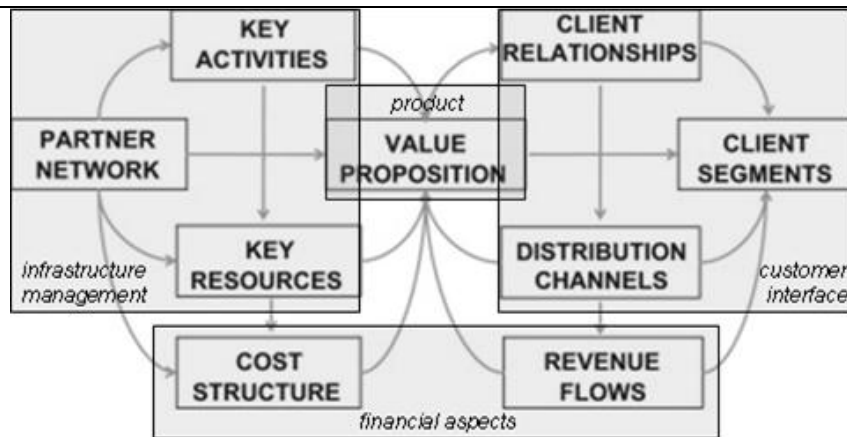 KEY
ACTIVITIES
CLIENT
RELATIONSHIPS
product
PARTNER
NETWORK
VALUE
PROPOSITION
CLIENT
SEGMENTS
KEY
RESOURCES
DISTRIBUTION
CHANNELS
infrastructure
management
customer
interface
COST
STRUCTURE
REVENUE
FLOWS
financial aspects